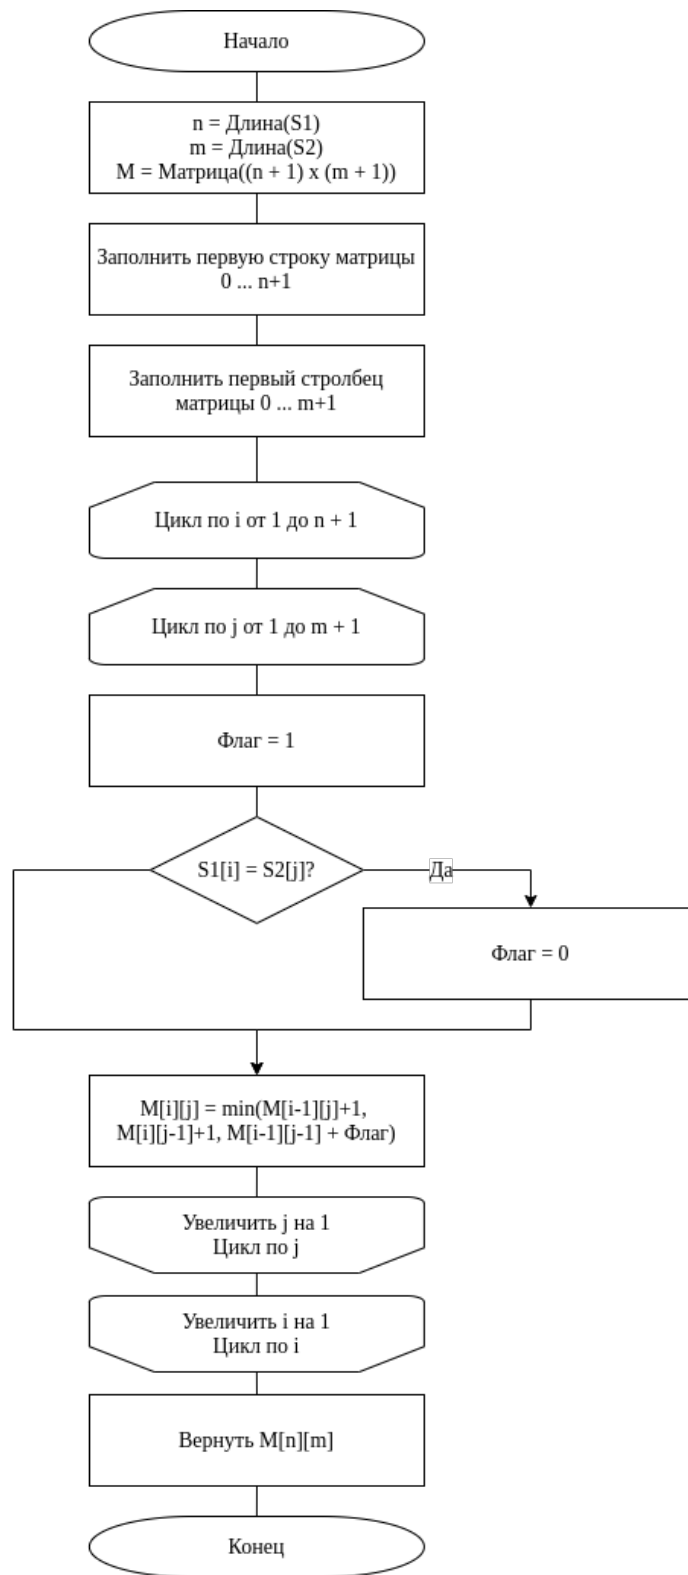 Начало
n = Длина(S1)
m = Длина(S2)
M = Матрица((n + 1) x (m + 1))
Заполнить первую строку матрицы
0 ... n+1
Заполнить первый стролбец
матрицы 0 ... m+1
Цикл по i от 1 до n + 1
Цикл по j от 1 до m + 1
Флаг = 1
S1[i] = S2[j]?
Да
Флаг = 0
M[i][j] = min(M[i-1][j]+1,
M[i][j-1]+1, M[i-1][j-1] + Флаг)
Увеличить j на 1
Цикл по j
Увеличить i на 1
Цикл по i
Вернуть M[n][m]
Конец